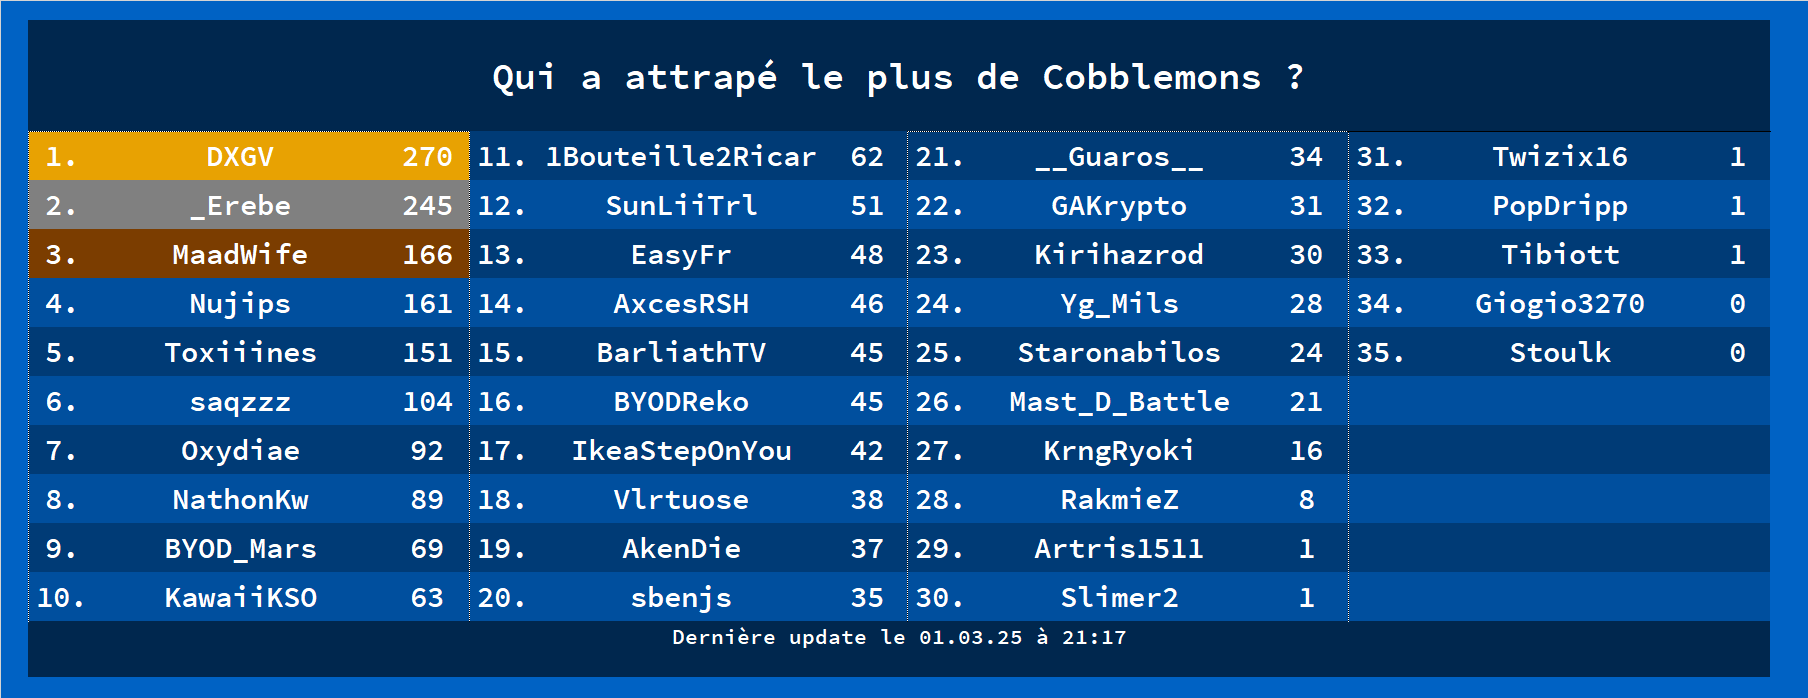 Qui a attrapé le plus de Cobblemons ?
1. DXGV 270
2. _Erebe 245
3. MaadWife 166
4. Nujips 161
5. Toxiiines 151
6. saqzzz 104
7. Oxydiae 92
8. NathonKw 89
9. BYOD_Mars 69
10. KawaiiKSO 63
11. 1Bouteille2Ricar 62
12. SunLiiTrl 51
13. EasyFr 48
14. AxcesRSH 46
15. BarliathTV 45
16. BYODReko 45
17. IkeaStepOnYou 42
18. Vlrtuose 38
19. AkenDie 37
20. sbenjs 35
21. __Guaros__ 34
22. GAKrypto 31
23. Kirihazrod 30
24. Yg_Mils 28
25. Staronabilos 24
26. Mast_D_Battle 21
27. KrngRyoki 16
28. RakmieZ 8
29. Artris1511 1
30. Slimer2 1
31. Twizix16 1
32. PopDripp 1
33. Tibiott 1
34. Giogio3270 0
35. Stoulk 0
Dernière update le 01.03.25 à 21:17